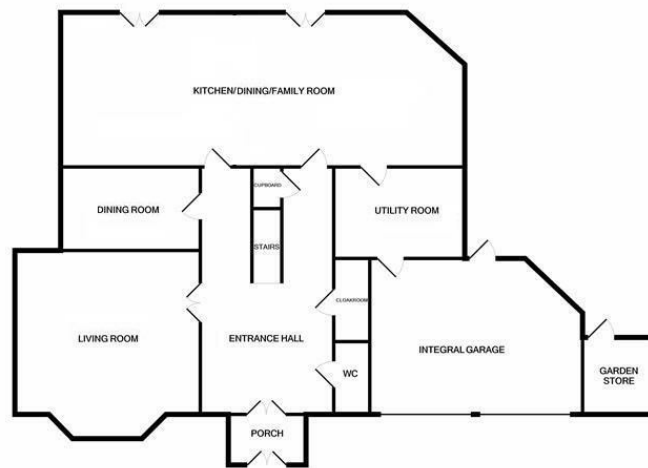 KITCHEN/DINING/FAMILY ROOM
CUPBOARD
DINING ROOM
UTILITY ROOM
STAIRS
CLOAKROOM
LIVING ROOM
ENTRANCE HALL
INTEGRAL GARAGE
WC
GARDEN
STORE
PORCH